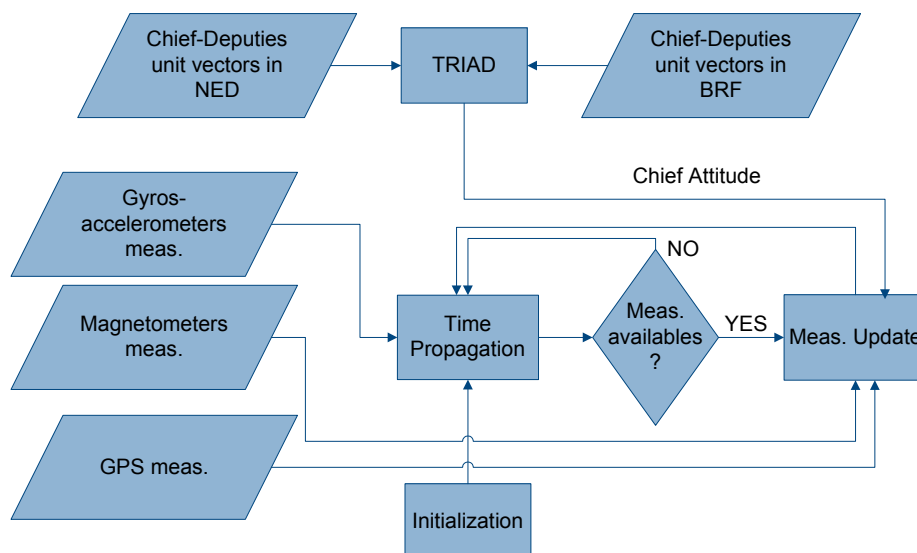 Chief-Deputies
unit vectors in
NED
TRIAD
Chief-Deputies
unit vectors in
BRF
Chief Attitude
Gyros-
accelerometers
meas.
NO
Magnetometers
meas.
Time
Propagation
Meas.
availables
?
YES
Meas. Update
GPS meas.
Initialization